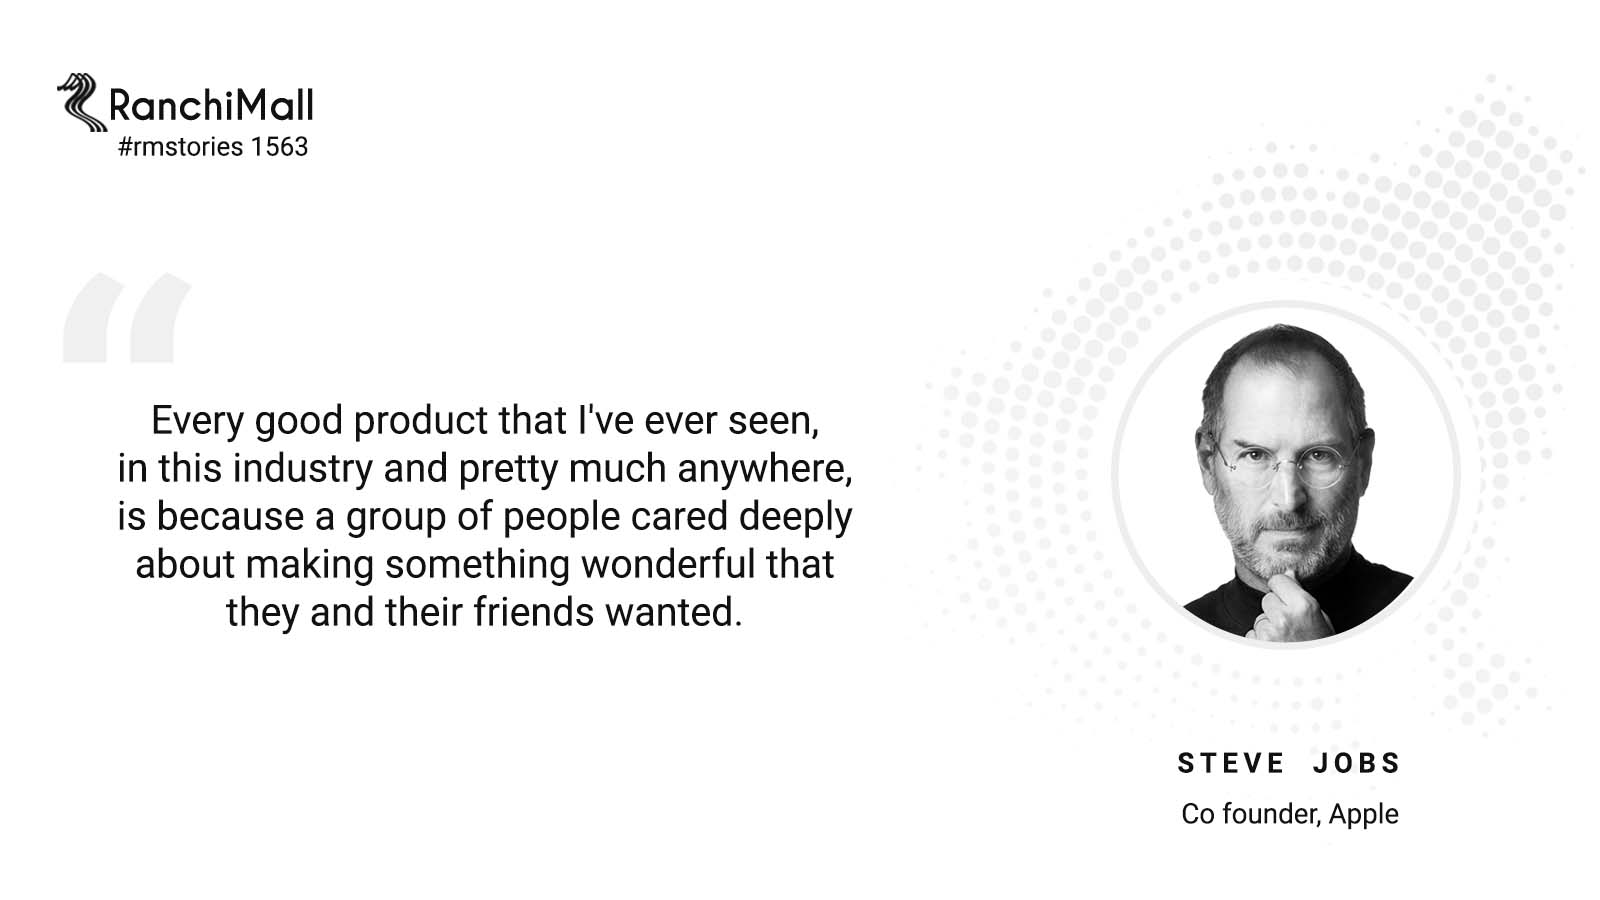 RanchiMall
#rmstories 1563
“
Every good product that I've ever seen,
in this industry and pretty much anywhere,
is because a group of people cared deeply
about making something wonderful that
they and their friends wanted.
STEVE JOBS
Co founder, Apple